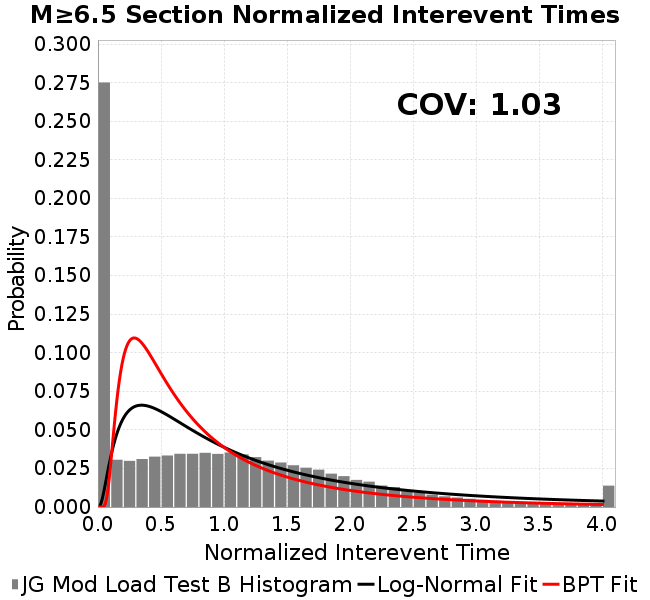 M≥6.5 Section Normalized Interevent Times
COV: 1.03
Probability
0.300
0.275
0.250
0.225
0.200
0.175
0.150
0.125
0.100
0.075
0.050
0.025
0.000
0.0 0.5 1.0 1.5 2.0 2.5 3.0 3.5 4.0
Normalized Interevent Time
JG Mod Load Test B Histogram Log-Normal Fit BPT Fit